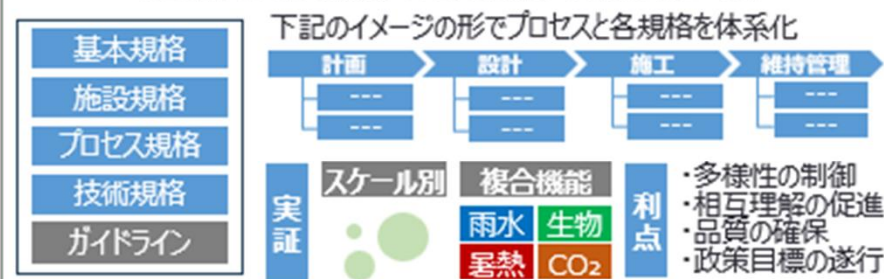 基本規格
施設規格
プロセス規格
技術規格
ガイドライン
下記のイメージの形でプロセスと各規格を体系化
計画 設計 施工 維持管理
--- --- --- ---
--- --- --- ---
実証
スケール別
複合機能
雨水 生物
暑熱 CO₂
利点
・多様性の制御
・相互理解の促進
・品質の確保
・政策目標の遂行